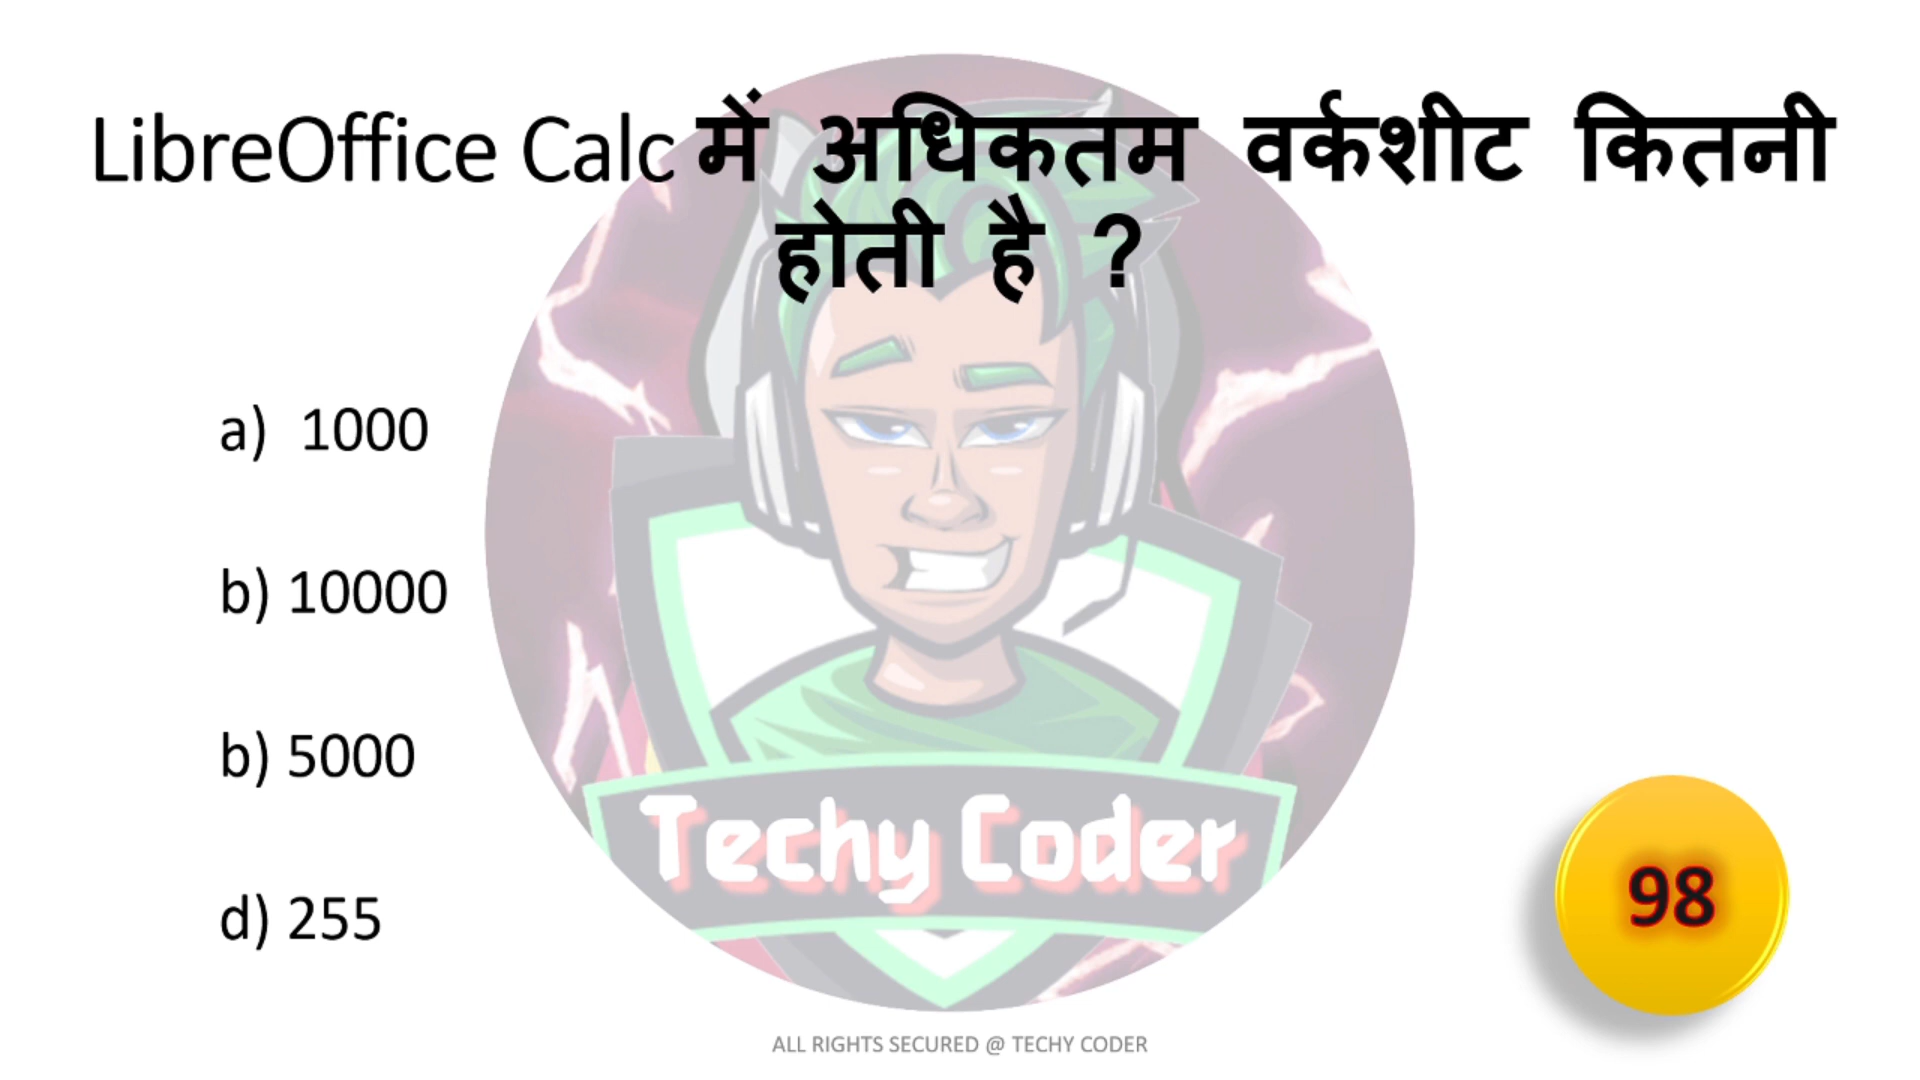 LibreOffice Calc में अधिकतम वर्कशीट कितनी
होती है ?
a) 1000
b) 10000
b) 5000
d) 255
Techy Coder
98
ALL RIGHTS SECURED @ TECHY CODER